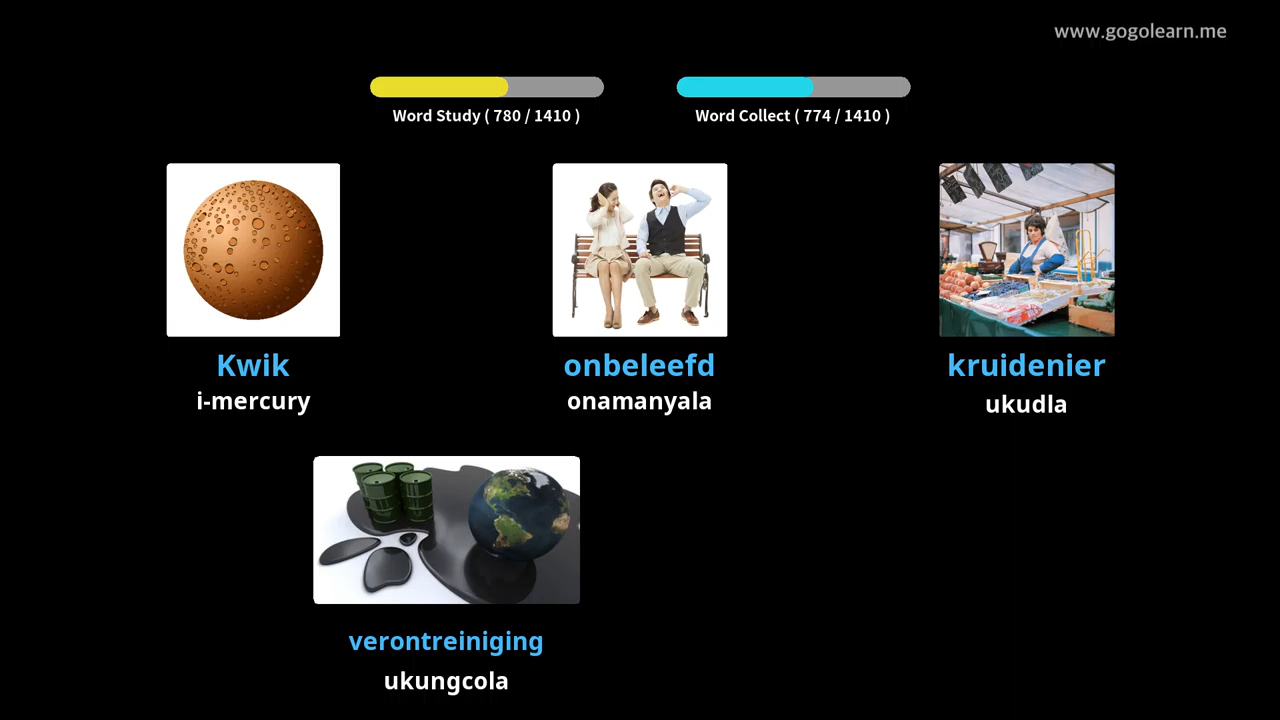 www.gogolearn.me
Word Study ( 780 / 1410 )
Word Collect ( 774 / 1410 )
Kwik
i-mercury
onbeleefd
onamanyala
kruidenier
ukudla
verontreiniging
ukungcola